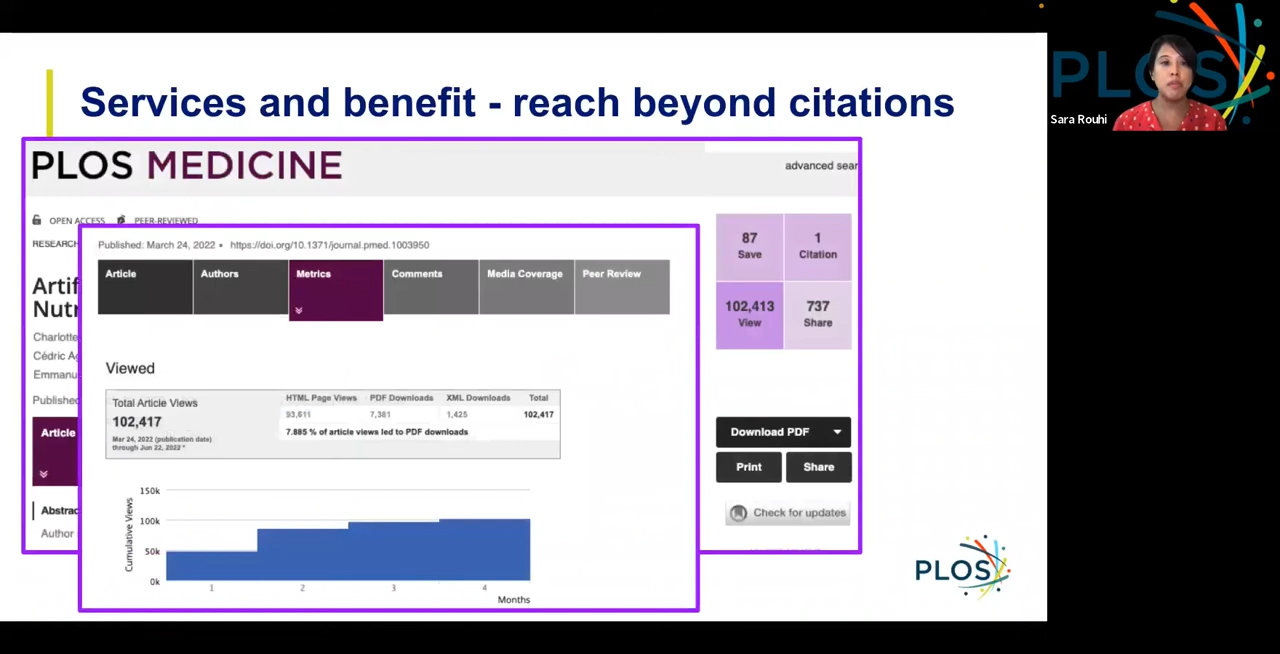 Services and benefit - reach beyond citations
PLOS
Sara Rouhi
PLOS MEDICINE
advanced sear
OPEN ACCESS PEER-REVIEWED
RESEARCH
Artif
Nutr
Charlotte
Cédric Ag
Emmanu
Published
Article
Abstrac
Author
Published: March 24, 2022 • https://doi.org/10.1371/journal.pmed.1003950
Article Authors Metrics Comments Media Coverage Peer Review
Viewed
Total Article Views
102,417
Mar 24, 2022 (publication date)
through Jun 22, 2022 *
HTML Page Views PDF Downloads XML Downloads Total
93,611 7,381 1,425 102,417
7.885 % of article views led to PDF downloads
Cumulative Views
150k
100k
50k
0k
1 2 3 4
Months
87 1
Save Citation
102,413 737
View Share
Download PDF
Print Share
Check for updates
PLOS